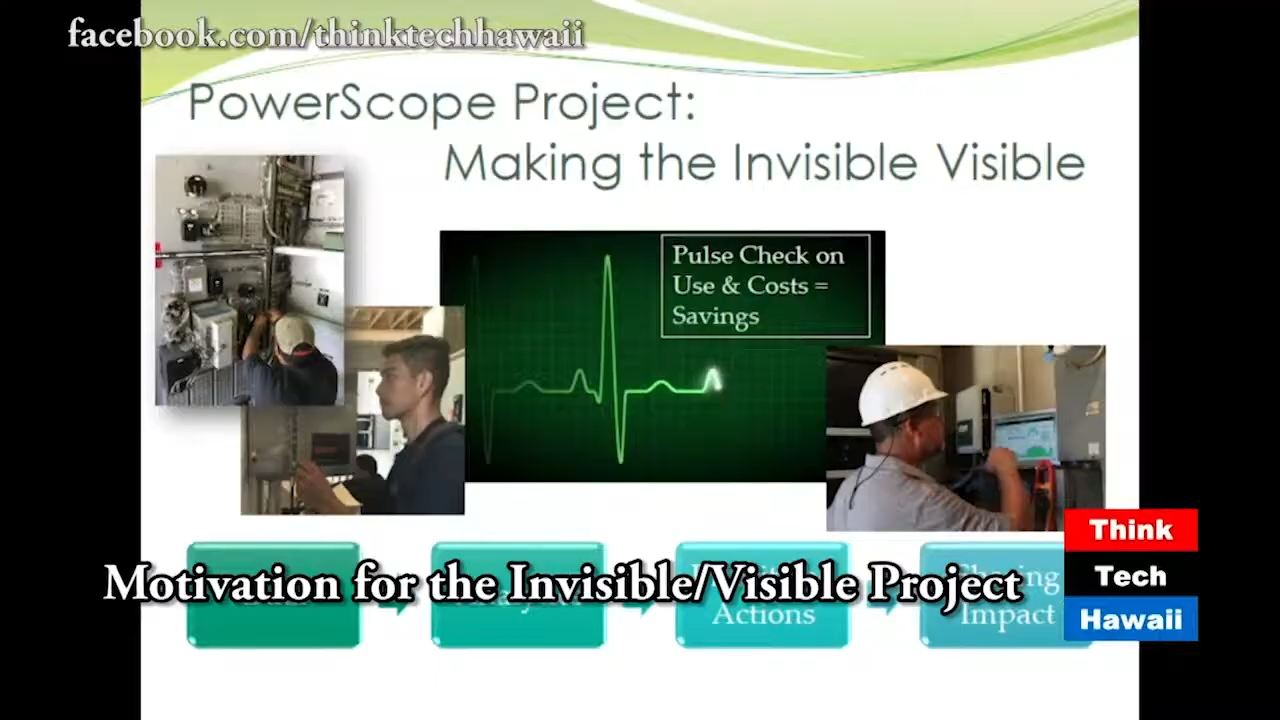 facebook.com/thinktechhawaii
PowerScope Project:
Making the Invisible Visible
Pulse Check on
Use & Costs =
Savings
Motivation for the Invisible/Visible Project
Actions
Impact
Think
Tech
Hawaii